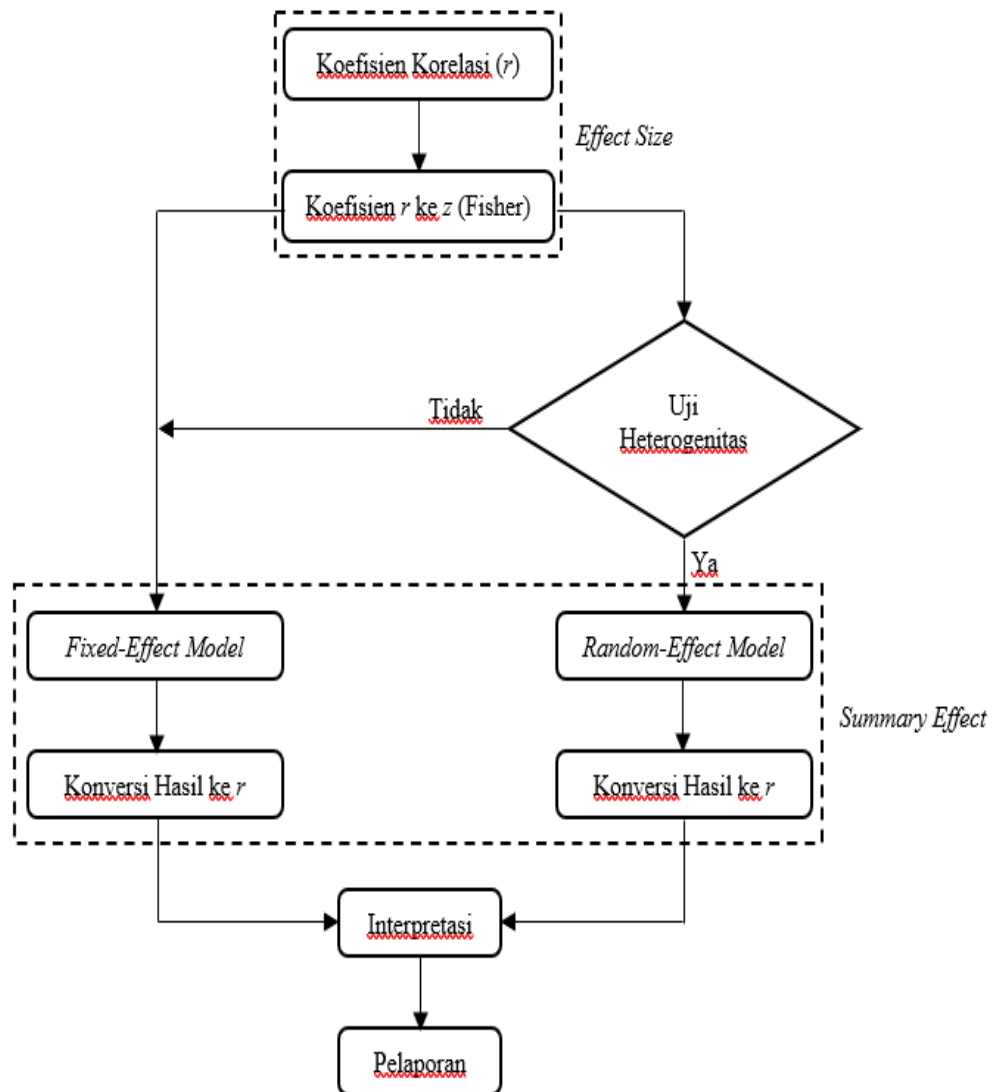 Koefisien Korelasi (r)
Effect Size
Koefisien r ke z (Fisher)
Uji
Heterogenitas
Tidak
Ya
Fixed-Effect Model
Random-Effect Model
Summary Effect
Konversi Hasil ke r
Konversi Hasil ke r
Interpretasi
Pelaporan